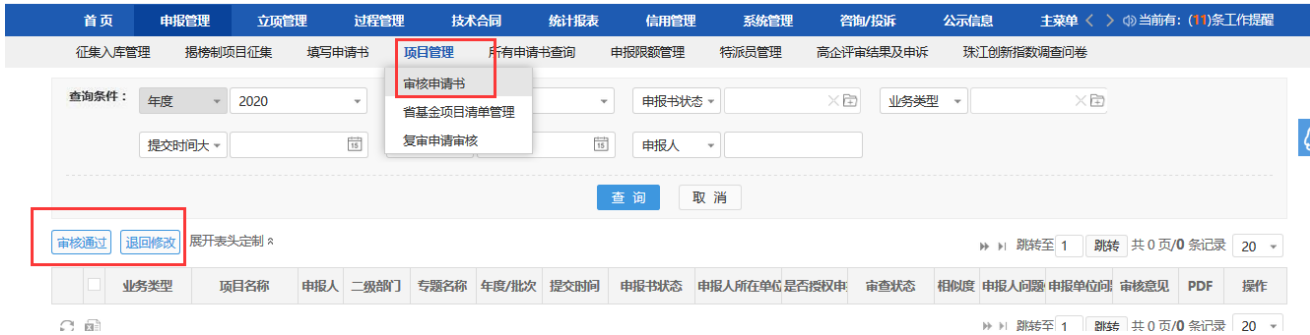 首页 申报管理 立项管理 过程管理 技术合同 统计报表 信用管理 系统管理 咨询/投诉 公示信息 主菜单 当前有：(11)条工作提醒
征集入库管理 揭榜制项目征集 填写申请书 项目管理 所有申请书查询 申报限额管理 特派员管理 高企评审结果及申诉 珠江创新指数调查问卷
审核申请书
省基金项目清单管理
复审申请审核
查询条件： 年度 2020 申报书状态 业务类型
提交时间大 15 15 申报人
查询 取消
审核通过 退回修改 展开表头定制 跳转至 1 跳转 共 0 页/0 条记录 20
业务类型 项目名称 申报人 二级部门 专题名称 年度/批次 提交时间 申报书状态 申报人所在单位 是否授权申 审查状态 相似度 申报人问题 申报单位问 审核意见 PDF 操作
跳转至 1 跳转 共 0 页/0 条记录 20